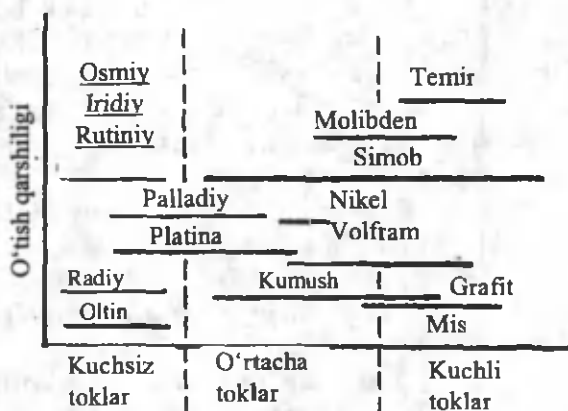 O‘tish qarshiligi
Osmiy
Iridiy
Rutiniv
Temir
Molibden
Simob
Palladiy
Nikel
Platina
Volfram
Radiy
Kumush
Grafit
Oltin
Mis
Kuchsiz
toklar
O‘rtacha
toklar
Kuchli
toklar